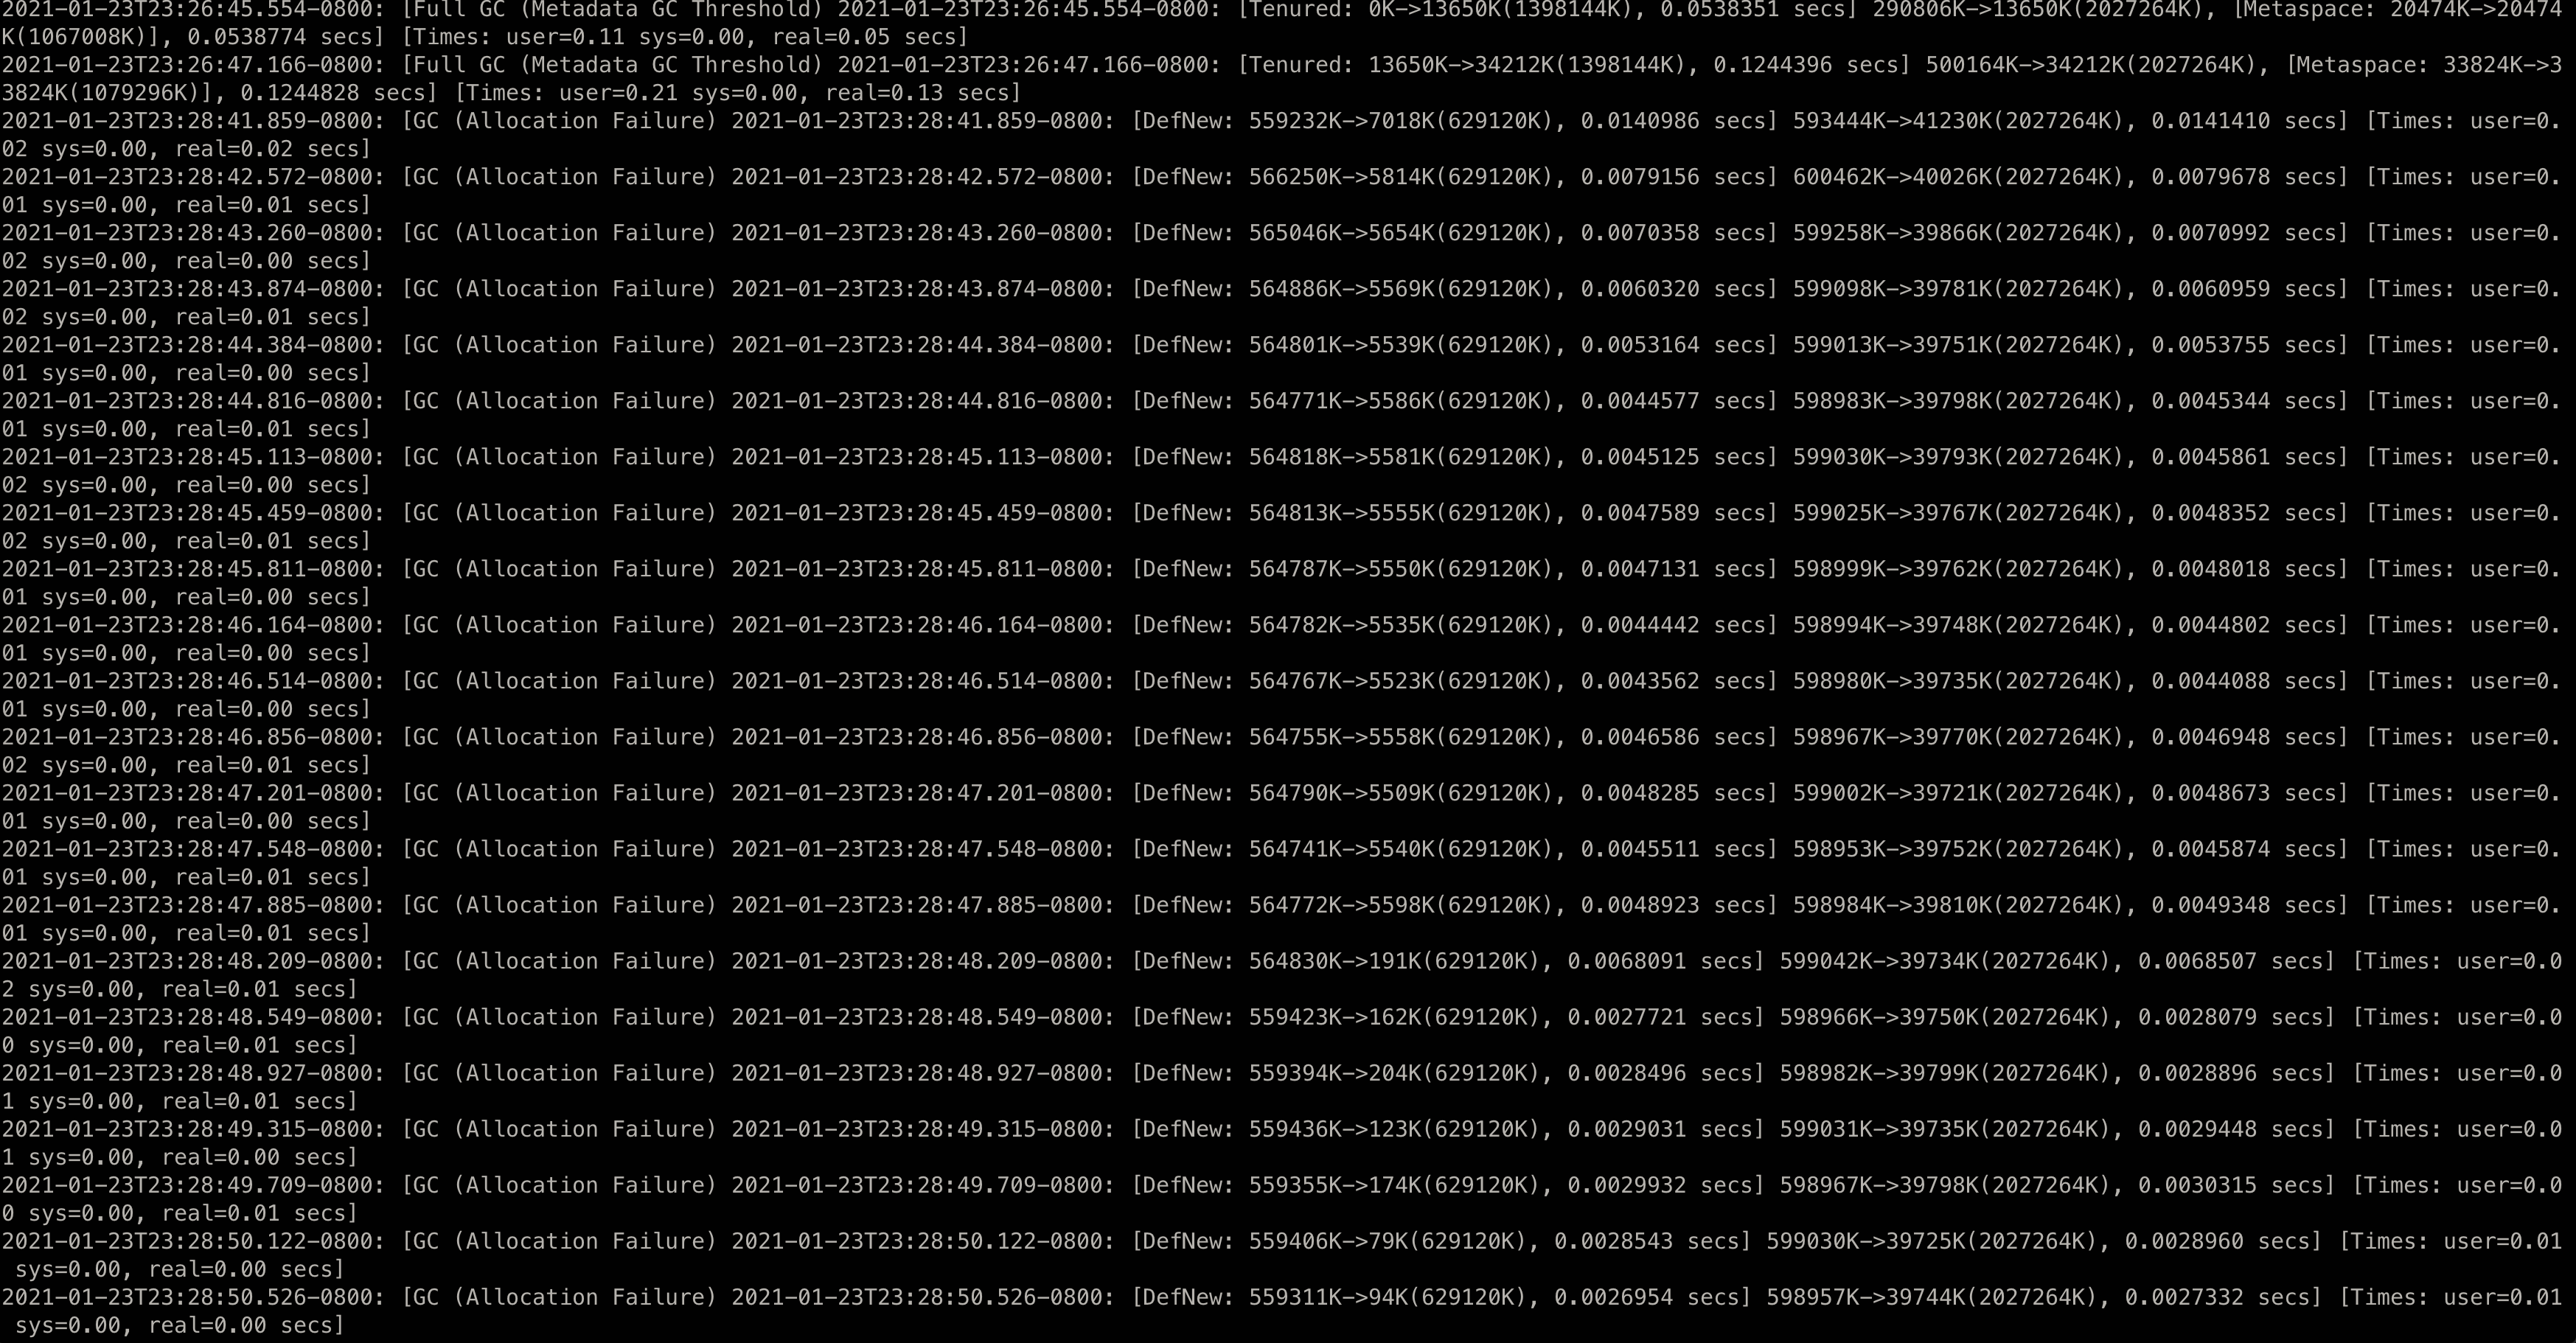 2021-01-23T23:26:45.554-0800: [Full GC (Metadata GC Threshold) 2021-01-23T23:26:45.554-0800: [Tenured: 0K->13650K(1398144K), 0.0538351 secs] 290806K->13650K(2027264K), [Metaspace: 20474K->20474
K(1067008K)], 0.0538774 secs] [Times: user=0.11 sys=0.00, real=0.05 secs]
2021-01-23T23:26:47.166-0800: [Full GC (Metadata GC Threshold) 2021-01-23T23:26:47.166-0800: [Tenured: 13650K->34212K(1398144K), 0.1244396 secs] 500164K->34212K(2027264K), [Metaspace: 33824K->3
3824K(1079296K)], 0.1244828 secs] [Times: user=0.21 sys=0.00, real=0.13 secs]
2021-01-23T23:28:41.859-0800: [GC (Allocation Failure) 2021-01-23T23:28:41.859-0800: [DefNew: 559232K->7018K(629120K), 0.0140986 secs] 593444K->41230K(2027264K), 0.0141410 secs] [Times: user=0.
02 sys=0.00, real=0.02 secs]
2021-01-23T23:28:42.572-0800: [GC (Allocation Failure) 2021-01-23T23:28:42.572-0800: [DefNew: 566250K->5814K(629120K), 0.0079156 secs] 600462K->40026K(2027264K), 0.0079678 secs] [Times: user=0.
01 sys=0.00, real=0.01 secs]
2021-01-23T23:28:43.260-0800: [GC (Allocation Failure) 2021-01-23T23:28:43.260-0800: [DefNew: 565046K->5654K(629120K), 0.0070358 secs] 599258K->39866K(2027264K), 0.0070992 secs] [Times: user=0.
02 sys=0.00, real=0.00 secs]
2021-01-23T23:28:43.874-0800: [GC (Allocation Failure) 2021-01-23T23:28:43.874-0800: [DefNew: 564886K->5569K(629120K), 0.0060320 secs] 599098K->39781K(2027264K), 0.0060959 secs] [Times: user=0.
02 sys=0.00, real=0.01 secs]
2021-01-23T23:28:44.384-0800: [GC (Allocation Failure) 2021-01-23T23:28:44.384-0800: [DefNew: 564801K->5539K(629120K), 0.0053164 secs] 599013K->39751K(2027264K), 0.0053755 secs] [Times: user=0.
01 sys=0.00, real=0.00 secs]
2021-01-23T23:28:44.816-0800: [GC (Allocation Failure) 2021-01-23T23:28:44.816-0800: [DefNew: 564771K->5586K(629120K), 0.0044577 secs] 598983K->39798K(2027264K), 0.0045344 secs] [Times: user=0.
01 sys=0.00, real=0.01 secs]
2021-01-23T23:28:45.113-0800: [GC (Allocation Failure) 2021-01-23T23:28:45.113-0800: [DefNew: 564818K->5581K(629120K), 0.0045125 secs] 599030K->39793K(2027264K), 0.0045861 secs] [Times: user=0.
02 sys=0.00, real=0.00 secs]
2021-01-23T23:28:45.459-0800: [GC (Allocation Failure) 2021-01-23T23:28:45.459-0800: [DefNew: 564813K->5555K(629120K), 0.0047589 secs] 599025K->39767K(2027264K), 0.0048352 secs] [Times: user=0.
02 sys=0.00, real=0.01 secs]
2021-01-23T23:28:45.811-0800: [GC (Allocation Failure) 2021-01-23T23:28:45.811-0800: [DefNew: 564787K->5550K(629120K), 0.0047131 secs] 598999K->39762K(2027264K), 0.0048018 secs] [Times: user=0.
01 sys=0.00, real=0.00 secs]
2021-01-23T23:28:46.164-0800: [GC (Allocation Failure) 2021-01-23T23:28:46.164-0800: [DefNew: 564782K->5535K(629120K), 0.0044442 secs] 598994K->39748K(2027264K), 0.0044802 secs] [Times: user=0.
01 sys=0.00, real=0.00 secs]
2021-01-23T23:28:46.514-0800: [GC (Allocation Failure) 2021-01-23T23:28:46.514-0800: [DefNew: 564767K->5523K(629120K), 0.0043562 secs] 598980K->39735K(2027264K), 0.0044088 secs] [Times: user=0.
01 sys=0.00, real=0.00 secs]
2021-01-23T23:28:46.856-0800: [GC (Allocation Failure) 2021-01-23T23:28:46.856-0800: [DefNew: 564755K->5558K(629120K), 0.0046586 secs] 598967K->39770K(2027264K), 0.0046948 secs] [Times: user=0.
02 sys=0.00, real=0.01 secs]
2021-01-23T23:28:47.201-0800: [GC (Allocation Failure) 2021-01-23T23:28:47.201-0800: [DefNew: 564790K->5509K(629120K), 0.0048285 secs] 599002K->39721K(2027264K), 0.0048673 secs] [Times: user=0.
01 sys=0.00, real=0.00 secs]
2021-01-23T23:28:47.548-0800: [GC (Allocation Failure) 2021-01-23T23:28:47.548-0800: [DefNew: 564741K->5540K(629120K), 0.0045511 secs] 598953K->39752K(2027264K), 0.0045874 secs] [Times: user=0.
01 sys=0.00, real=0.01 secs]
2021-01-23T23:28:47.885-0800: [GC (Allocation Failure) 2021-01-23T23:28:47.885-0800: [DefNew: 564772K->5598K(629120K), 0.0048923 secs] 598984K->39810K(2027264K), 0.0049348 secs] [Times: user=0.
01 sys=0.00, real=0.01 secs]
2021-01-23T23:28:48.209-0800: [GC (Allocation Failure) 2021-01-23T23:28:48.209-0800: [DefNew: 564830K->191K(629120K), 0.0068091 secs] 599042K->39734K(2027264K), 0.0068507 secs] [Times: user=0.0
2 sys=0.00, real=0.01 secs]
2021-01-23T23:28:48.549-0800: [GC (Allocation Failure) 2021-01-23T23:28:48.549-0800: [DefNew: 559423K->162K(629120K), 0.0027721 secs] 598966K->39750K(2027264K), 0.0028079 secs] [Times: user=0.0
0 sys=0.00, real=0.01 secs]
2021-01-23T23:28:48.927-0800: [GC (Allocation Failure) 2021-01-23T23:28:48.927-0800: [DefNew: 559394K->204K(629120K), 0.0028496 secs] 598982K->39799K(2027264K), 0.0028896 secs] [Times: user=0.0
1 sys=0.00, real=0.01 secs]
2021-01-23T23:28:49.315-0800: [GC (Allocation Failure) 2021-01-23T23:28:49.315-0800: [DefNew: 559436K->123K(629120K), 0.0029031 secs] 599031K->39735K(2027264K), 0.0029448 secs] [Times: user=0.0
1 sys=0.00, real=0.00 secs]
2021-01-23T23:28:49.709-0800: [GC (Allocation Failure) 2021-01-23T23:28:49.709-0800: [DefNew: 559355K->174K(629120K), 0.0029932 secs] 598967K->39798K(2027264K), 0.0030315 secs] [Times: user=0.0
0 sys=0.00, real=0.01 secs]
2021-01-23T23:28:50.122-0800: [GC (Allocation Failure) 2021-01-23T23:28:50.122-0800: [DefNew: 559406K->79K(629120K), 0.0028543 secs] 599030K->39725K(2027264K), 0.0028960 secs] [Times: user=0.01
 sys=0.00, real=0.00 secs]
2021-01-23T23:28:50.526-0800: [GC (Allocation Failure) 2021-01-23T23:28:50.526-0800: [DefNew: 559311K->94K(629120K), 0.0026954 secs] 598957K->39744K(2027264K), 0.0027332 secs] [Times: user=0.01
 sys=0.00, real=0.00 secs]